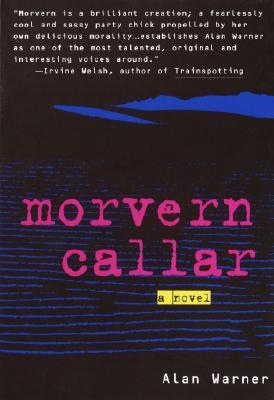 "Morvern is a brilliant creation; a fearlessly
cool and sassy party chick propelled by her
own delicious morality…establishes Alan Warner
as one of the most talented, original and
interesting voices around."
—Irvine Welsh, author of Trainspotting
morvern
callar
a novel
Alan Warner